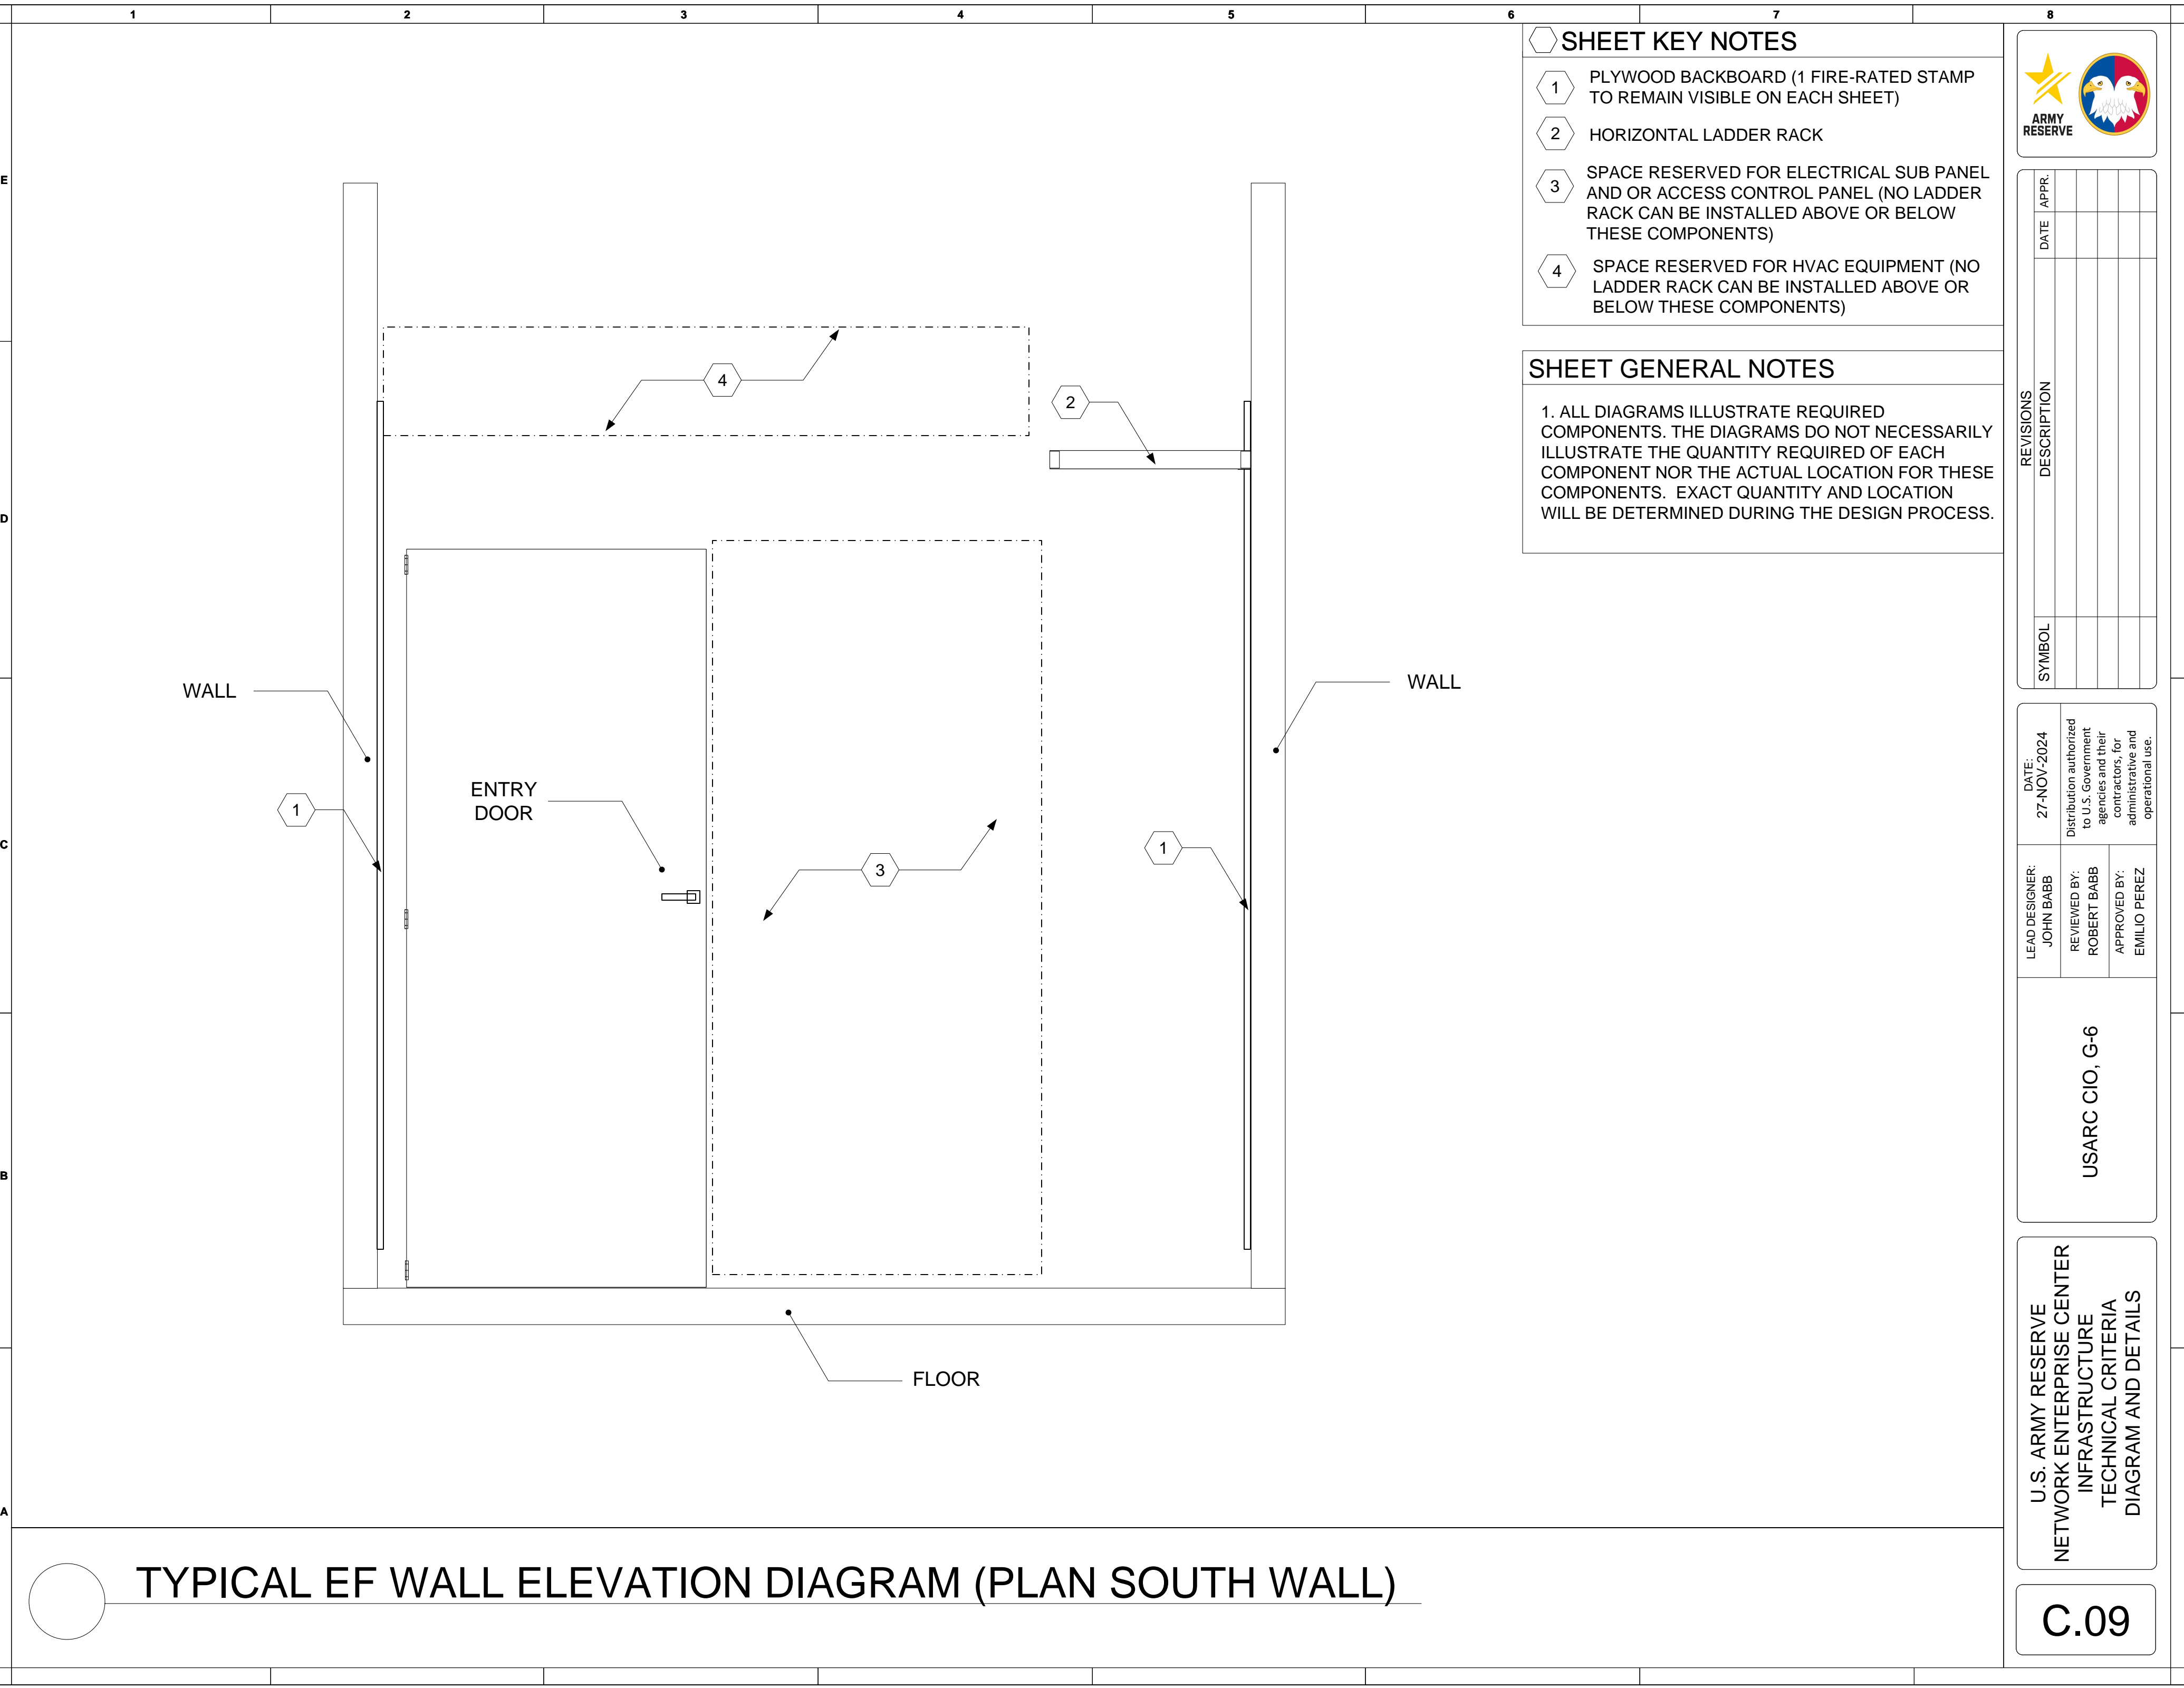 1 2 3 4 5 6 7 8
E
D
C
B
A
SHEET KEY NOTES
1 PLYWOOD BACKBOARD (1 FIRE-RATED STAMP
TO REMAIN VISIBLE ON EACH SHEET)
2 HORIZONTAL LADDER RACK
3 SPACE RESERVED FOR ELECTRICAL SUB PANEL
AND OR ACCESS CONTROL PANEL (NO LADDER
RACK CAN BE INSTALLED ABOVE OR BELOW
THESE COMPONENTS)
4 SPACE RESERVED FOR HVAC EQUIPMENT (NO
LADDER RACK CAN BE INSTALLED ABOVE OR
BELOW THESE COMPONENTS)
SHEET GENERAL NOTES
1. ALL DIAGRAMS ILLUSTRATE REQUIRED
COMPONENTS. THE DIAGRAMS DO NOT NECESSARILY
ILLUSTRATE THE QUANTITY REQUIRED OF EACH
COMPONENT NOR THE ACTUAL LOCATION FOR THESE
COMPONENTS. EXACT QUANTITY AND LOCATION
WILL BE DETERMINED DURING THE DESIGN PROCESS.
4
2
WALL
WALL
1
ENTRY
DOOR
1
3
FLOOR
TYPICAL EF WALL ELEVATION DIAGRAM (PLAN SOUTH WALL)
ARMY
RESERVE
REVISIONS
SYMBOL DESCRIPTION DATE APPR.
DATE:
27-NOV-2024
Distribution authorized
to U.S. Government
agencies and their
contractors, for
administrative and
operational use.
LEAD DESIGNER:
JOHN BABB
REVIEWED BY:
ROBERT BABB
APPROVED BY:
EMILIO PEREZ
USARC CIO, G-6
U.S. ARMY RESERVE
NETWORK ENTERPRISE CENTER
INFRASTRUCTURE
TECHNICAL CRITERIA
DIAGRAM AND DETAILS
C.09